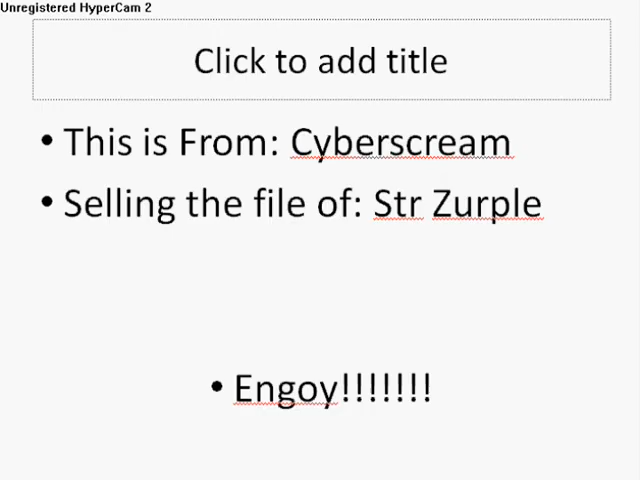 Unregistered HyperCam 2
Click to add title
• This is From: Cyberscream
• Selling the file of: Str Zurple
• Engoy!!!!!!!